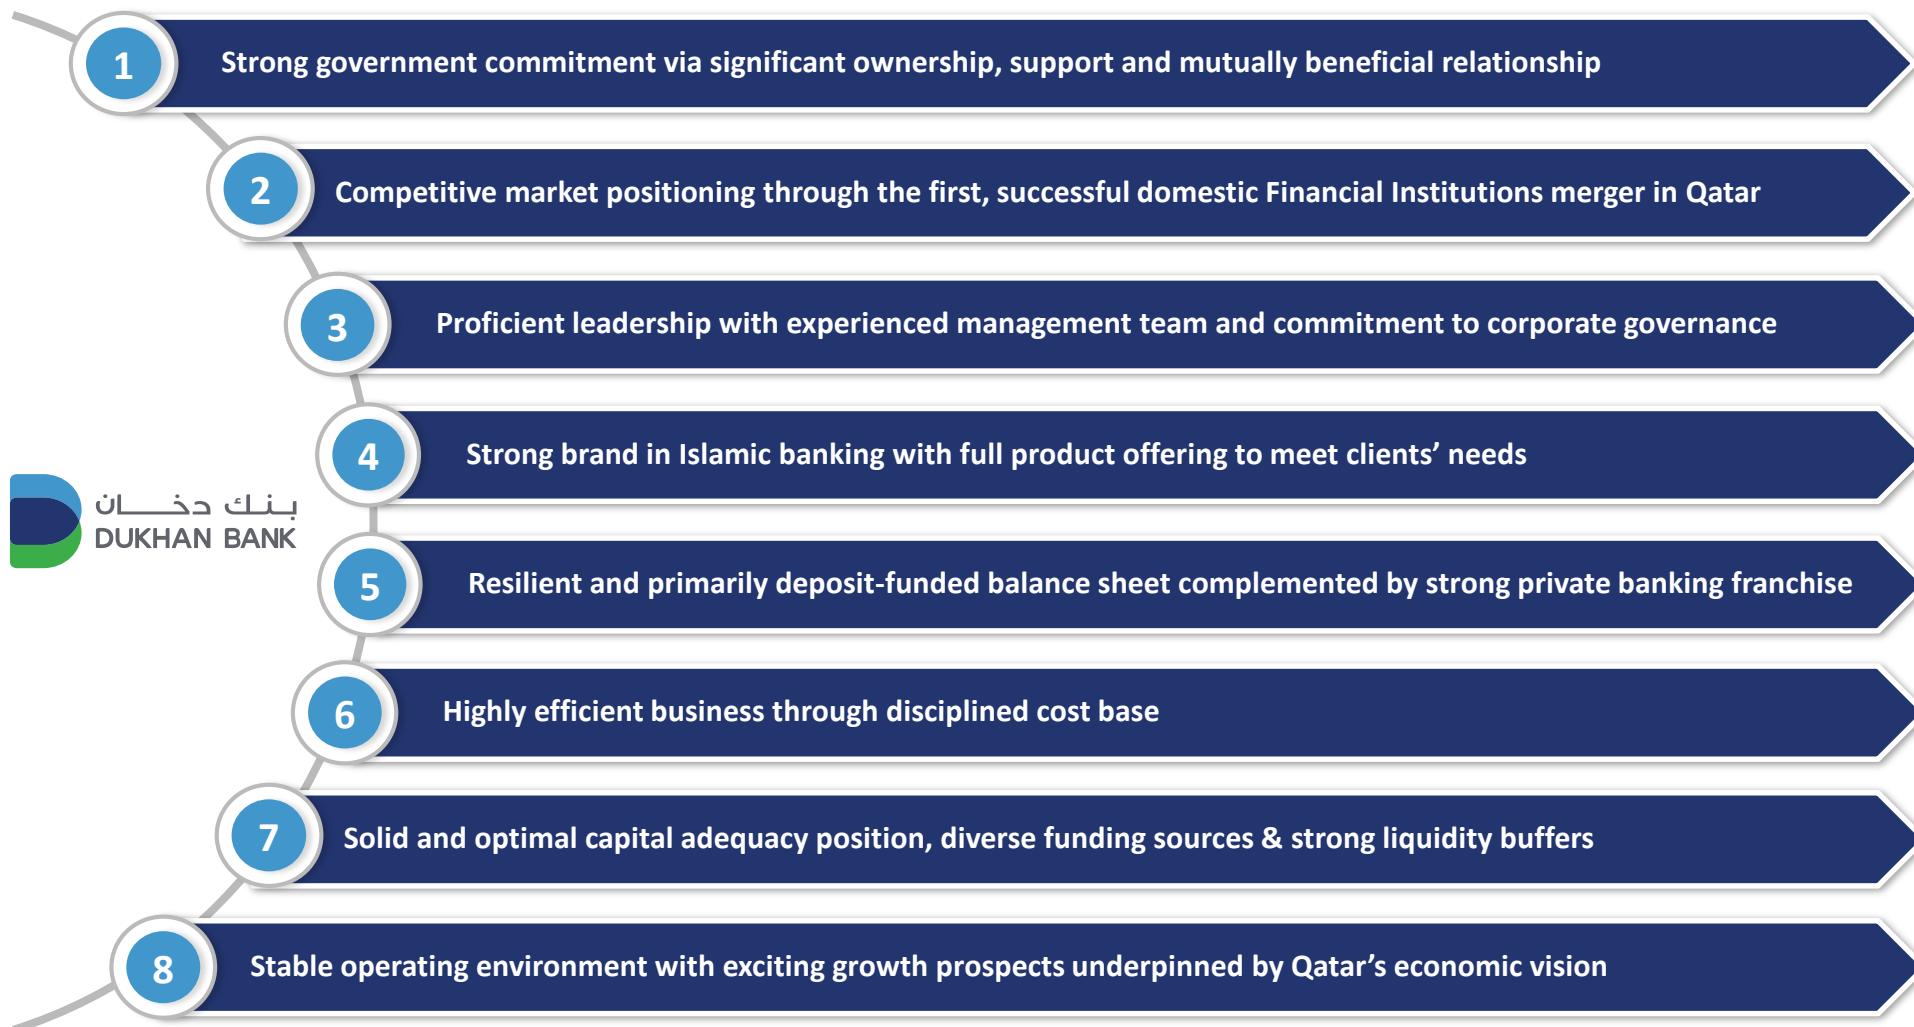 1
Strong government commitment via significant ownership, support and mutually beneficial relationship
2
Competitive market positioning through the first, successful domestic Financial Institutions merger in Qatar
3
Proficient leadership with experienced management team and commitment to corporate governance
4
Strong brand in Islamic banking with full product offering to meet clients’ needs
بنك دخان
DUKHAN BANK
5
Resilient and primarily deposit-funded balance sheet complemented by strong private banking franchise
6
Highly efficient business through disciplined cost base
7
Solid and optimal capital adequacy position, diverse funding sources & strong liquidity buffers
8
Stable operating environment with exciting growth prospects underpinned by Qatar’s economic vision